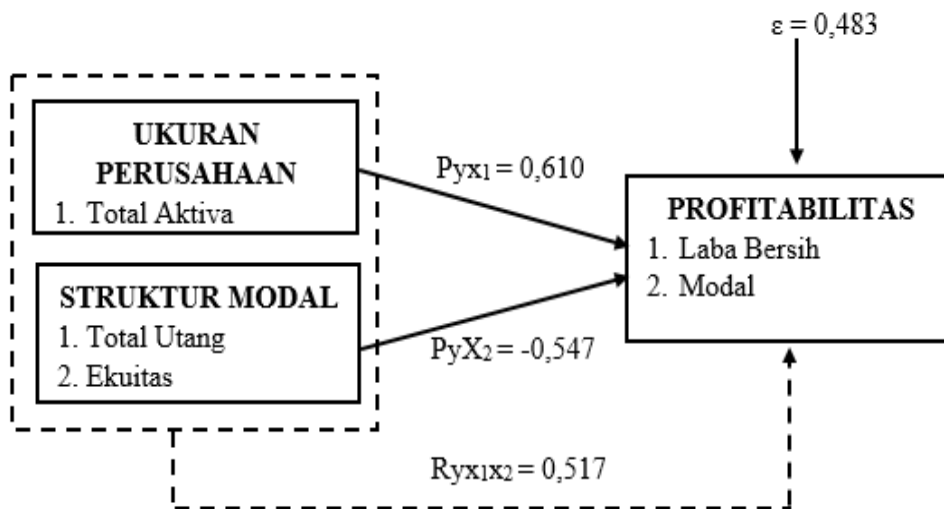 ε = 0,483
UKURAN
PERUSAHAAN
1. Total Aktiva
STRUKTUR MODAL
1. Total Utang
2. Ekuitas
Pyx₁ = 0,610
PyX₂ = -0,547
PROFITABILITAS
1. Laba Bersih
2. Modal
Ryx₁x₂ = 0,517